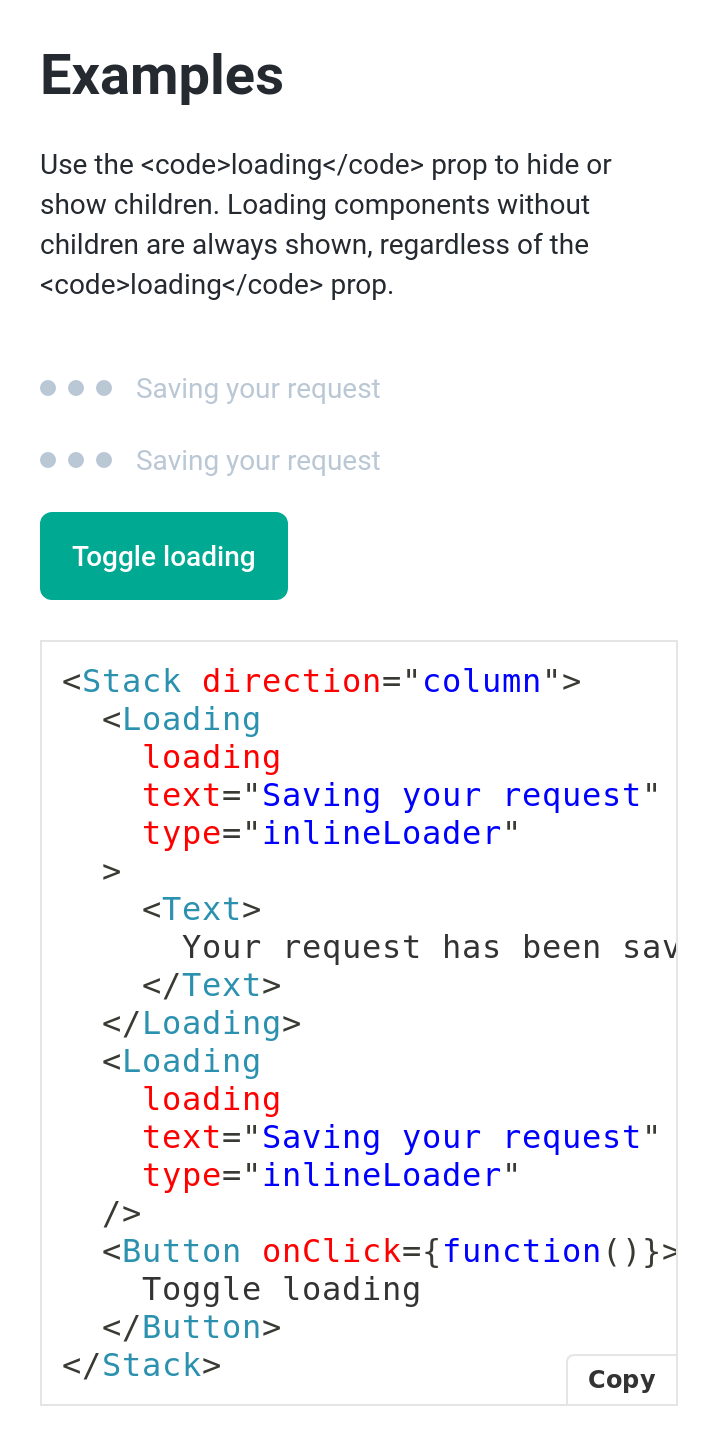 Examples
Use the <code>loading</code> prop to hide or
show children. Loading components without
children are always shown, regardless of the
<code>loading</code> prop.
Saving your request
Saving your request
Toggle loading
<Stack direction="column">
  <Loading
    loading
    text="Saving your request"
    type="inlineLoader"
  >
    <Text>
      Your request has been sav
    </Text>
  </Loading>
  <Loading
    loading
    text="Saving your request"
    type="inlineLoader"
  />
  <Button onClick={function()}>
    Toggle loading
  </Button>
</Stack>
Copy